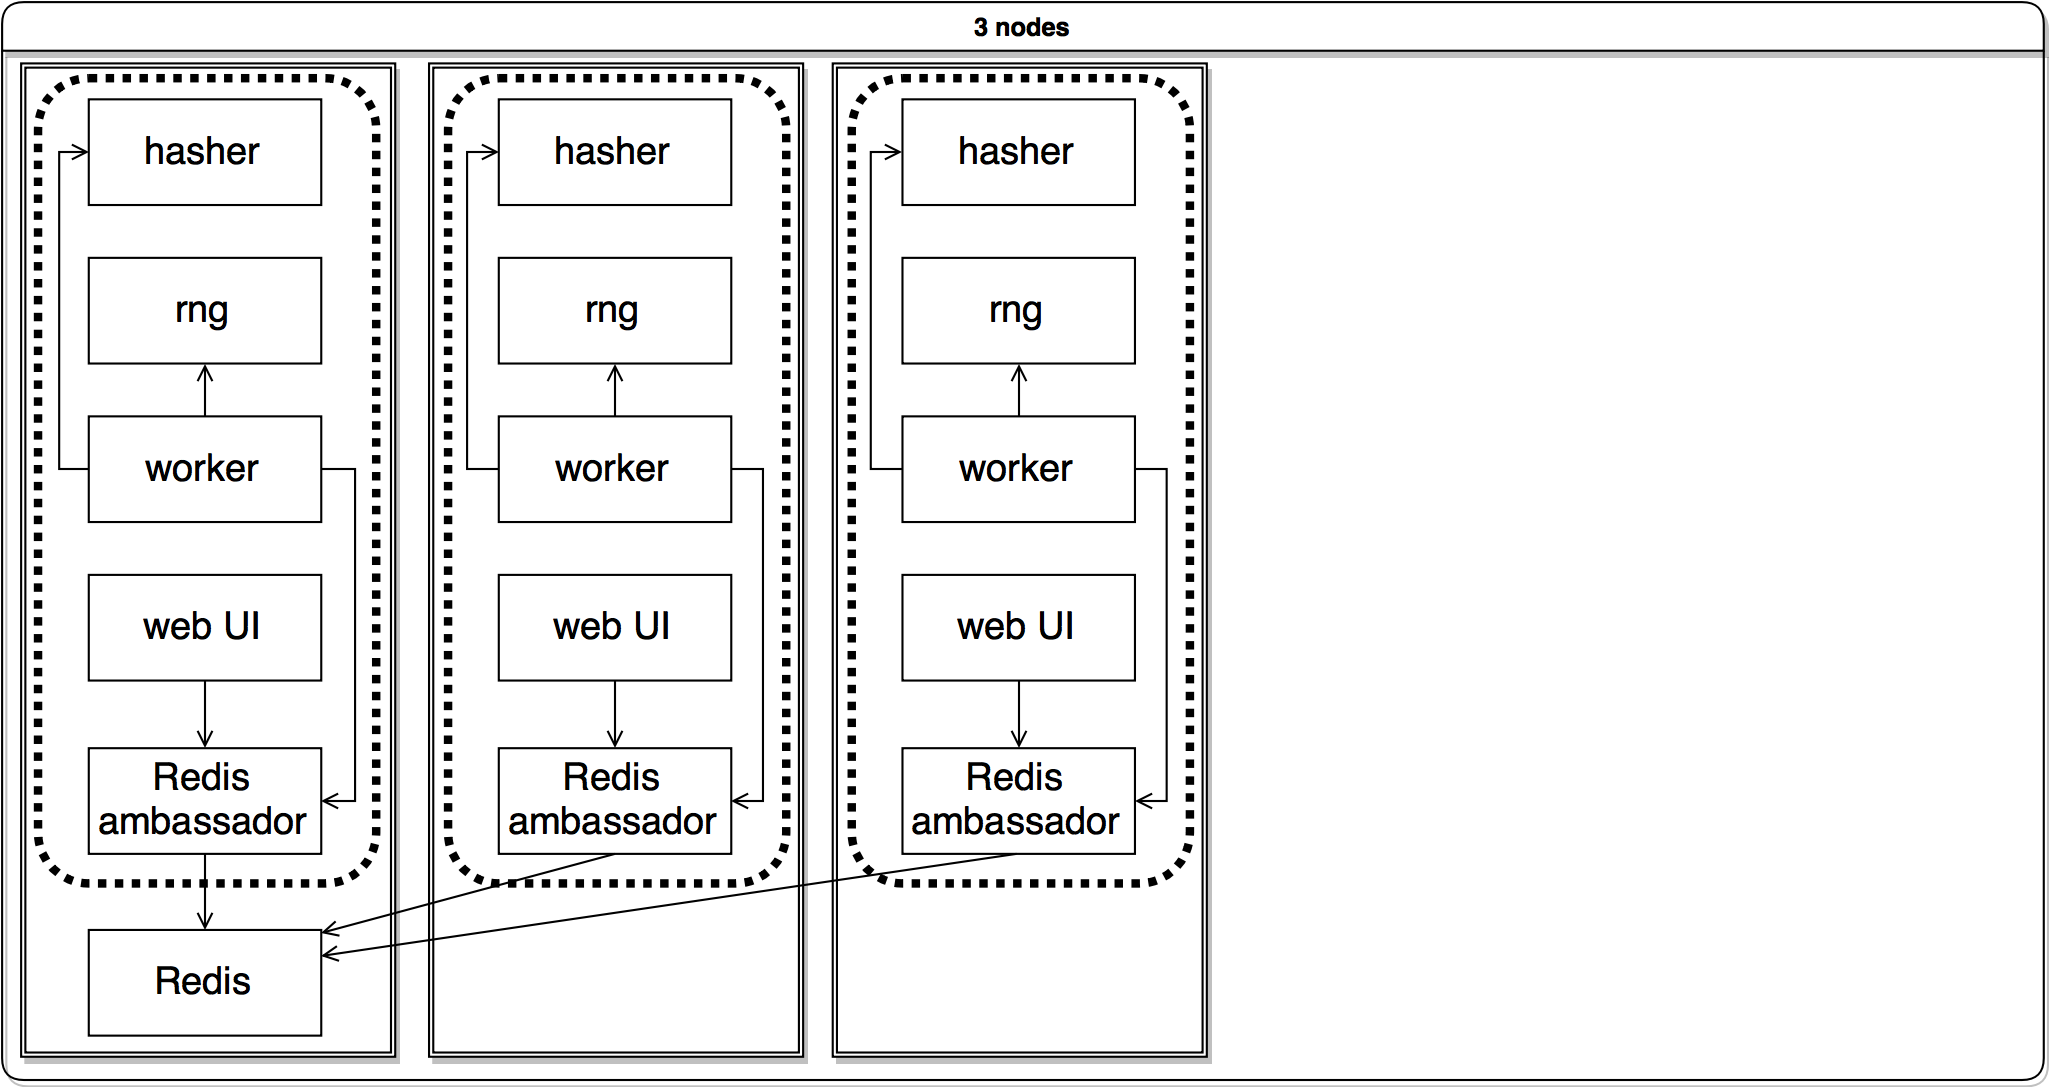 3 nodes
hasher
rng
worker
web UI
Redis
ambassador
Redis
hasher
rng
worker
web UI
Redis
ambassador
hasher
rng
worker
web UI
Redis
ambassador